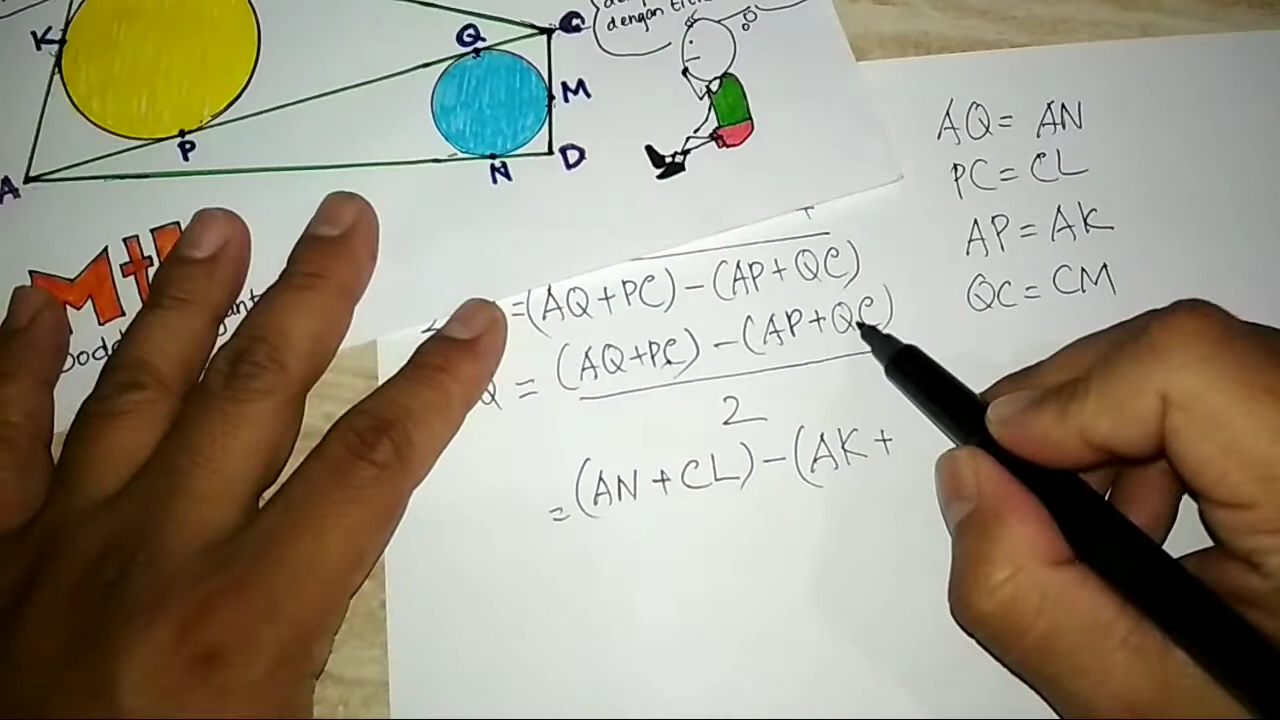 dengan
K
Q
C
M
D
P
N
A
AQ = AN
PC = CL
AP = AK
QC = CM
=(AQ+PC)-(AP+QC)
Q = (AQ+PC)-(AP+QC)
2
=(AN+CL)-(AK+